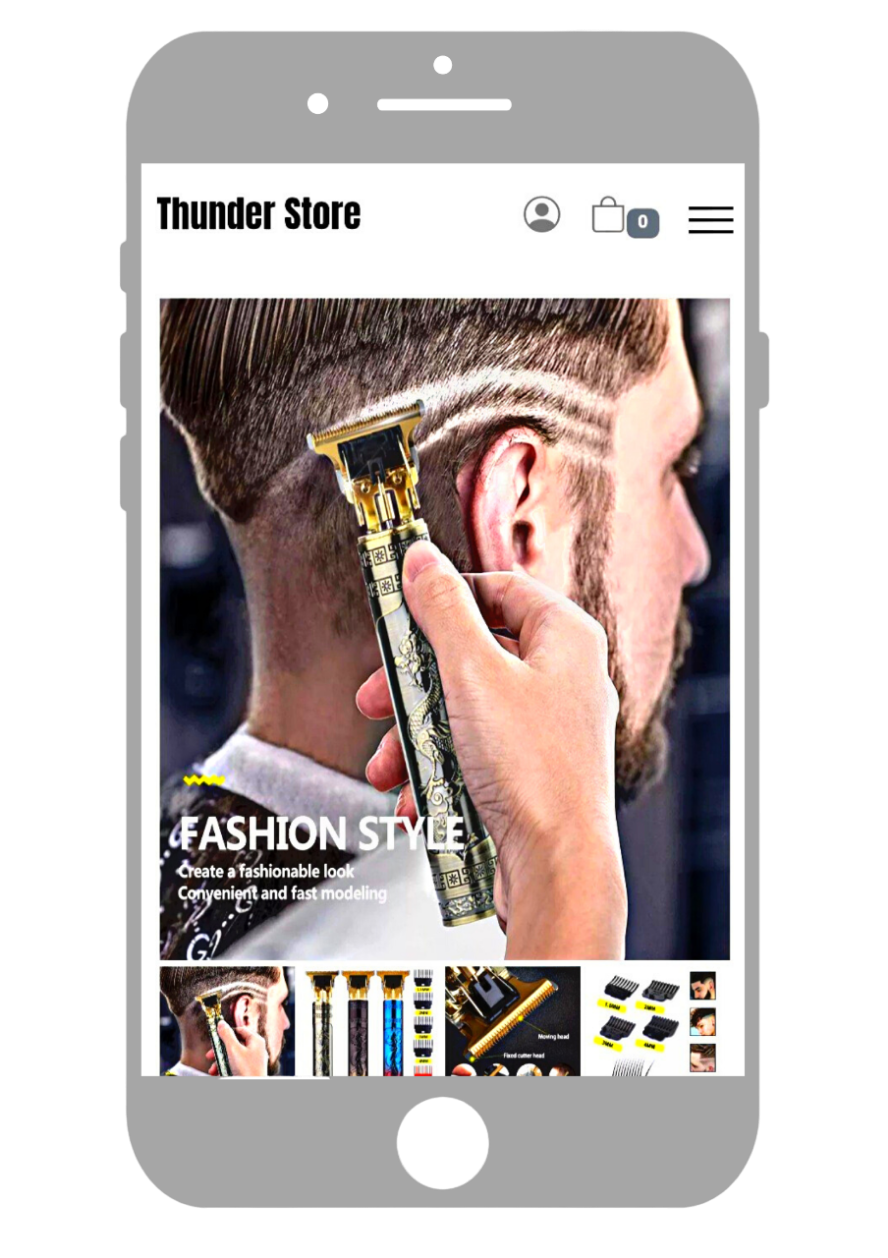 Thunder Store
0
FASHION STYLE
Create a fashionable look
Convenient and fast modeling
Moving head
Fixed cutter head